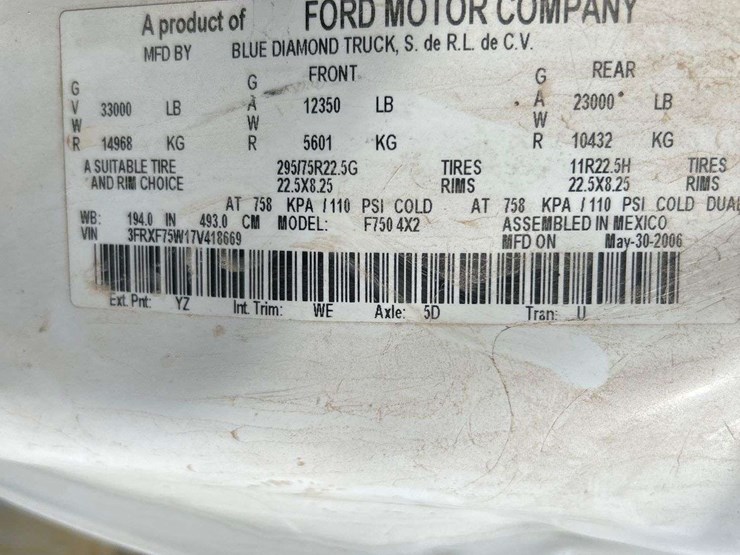 A product of FORD MOTOR COMPANY
MFD BY BLUE DIAMOND TRUCK, S. de R.L. de C.V.
GVWR 33000 LB 14968 KG
GAWR FRONT 12350 LB 5601 KG
GAWR REAR 23000 LB 10432 KG
A SUITABLE TIRE 295/75R22.5G TIRES 11R22.5H TIRES
AND RIM CHOICE 22.5X8.25 RIMS 22.5X8.25 RIMS
AT 758 KPA / 110 PSI COLD AT 758 KPA / 110 PSI COLD DUAL
WB: 194.0 IN 493.0 CM MODEL: F750 4X2 ASSEMBLED IN MEXICO
VIN 3FRXF75W17V418669 MFD ON May-30-2006
Ext. Pnt: YZ Int. Trim: WE Axle: 5D Tran: U